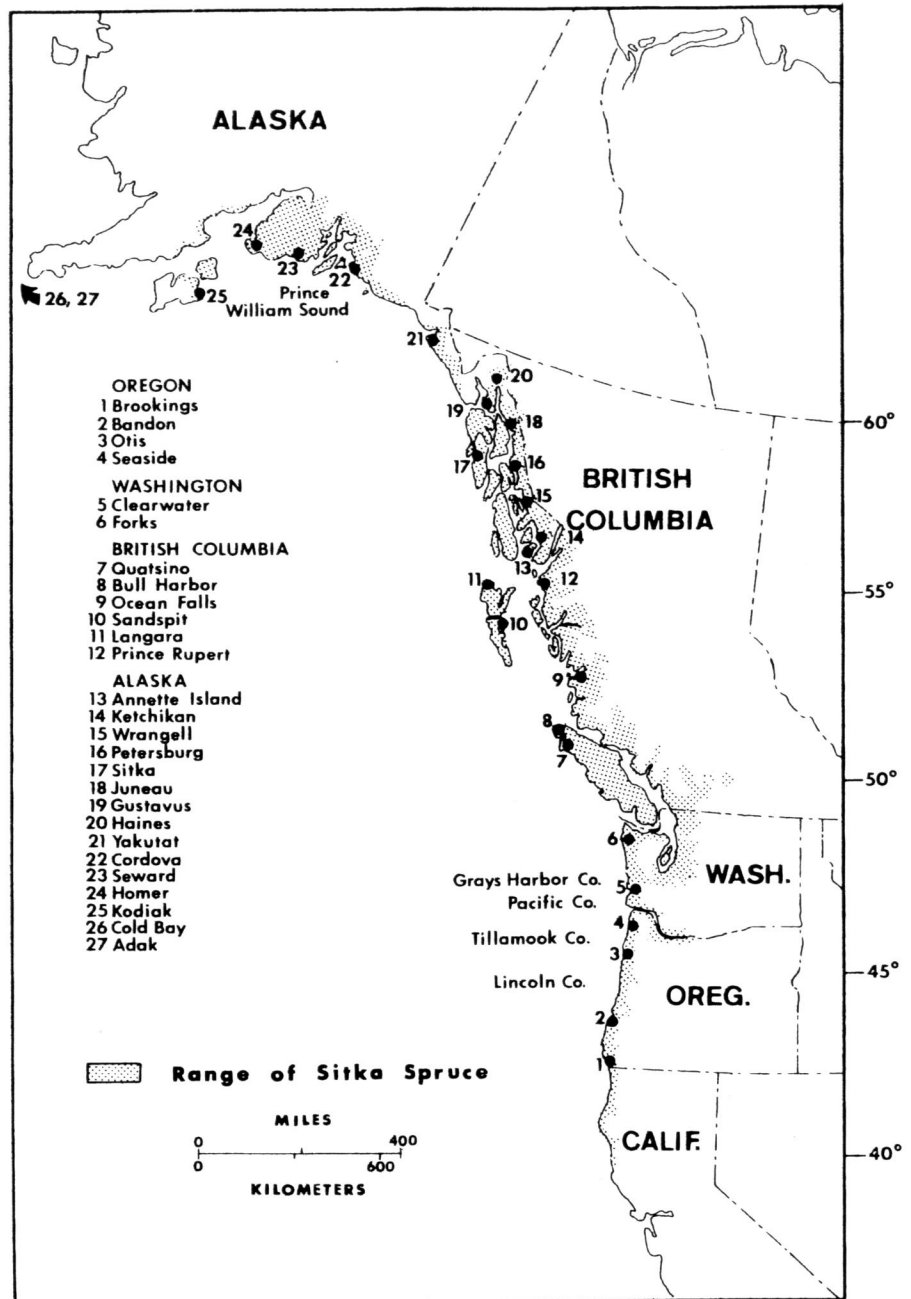 ALASKA
24
23
22
Prince
William Sound
25
26, 27
21
20
19
18
17
16
15
14
13
12
11
10
9
8
7
6
5
4
3
2
1
BRITISH
COLUMBIA
60°
55°
50°
45°
40°
WASH.
Grays Harbor Co.
Pacific Co.
Tillamook Co.
Lincoln Co.
OREG.
CALIF.
OREGON
1 Brookings
2 Bandon
3 Otis
4 Seaside
WASHINGTON
5 Clearwater
6 Forks
BRITISH COLUMBIA
7 Quatsino
8 Bull Harbor
9 Ocean Falls
10 Sandspit
11 Langara
12 Prince Rupert
ALASKA
13 Annette Island
14 Ketchikan
15 Wrangell
16 Petersburg
17 Sitka
18 Juneau
19 Gustavus
20 Haines
21 Yakutat
22 Cordova
23 Seward
24 Homer
25 Kodiak
26 Cold Bay
27 Adak
Range of Sitka Spruce
MILES
0 400
0 600
KILOMETERS